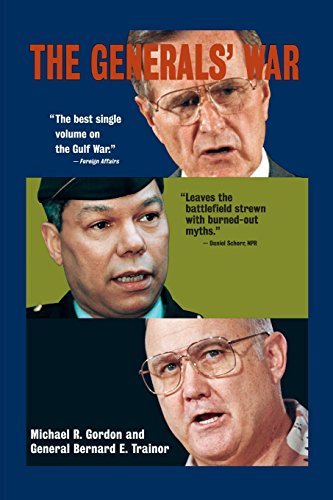 THE GENERALS' WAR
“The best single
volume on
the Gulf War.”
— Foreign Affairs
“Leaves the
battlefield strewn
with burned-out
myths.”
— Daniel Schorr, NPR
Michael R. Gordon and
General Bernard E. Trainor